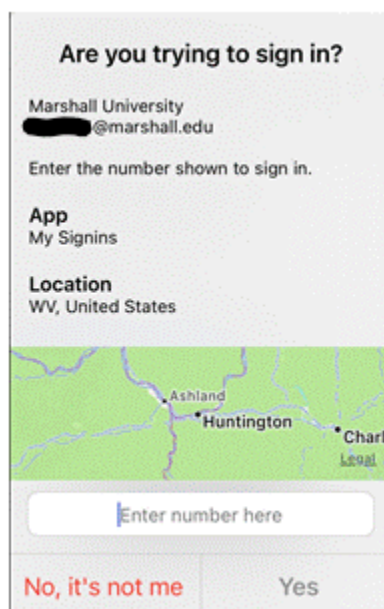 Are you trying to sign in?
Marshall University
@marshall.edu
Enter the number shown to sign in.
App
My Signins
Location
WV, United States
Ashland
Huntington
Charl
Legal
Enter number here
No, it's not me
Yes